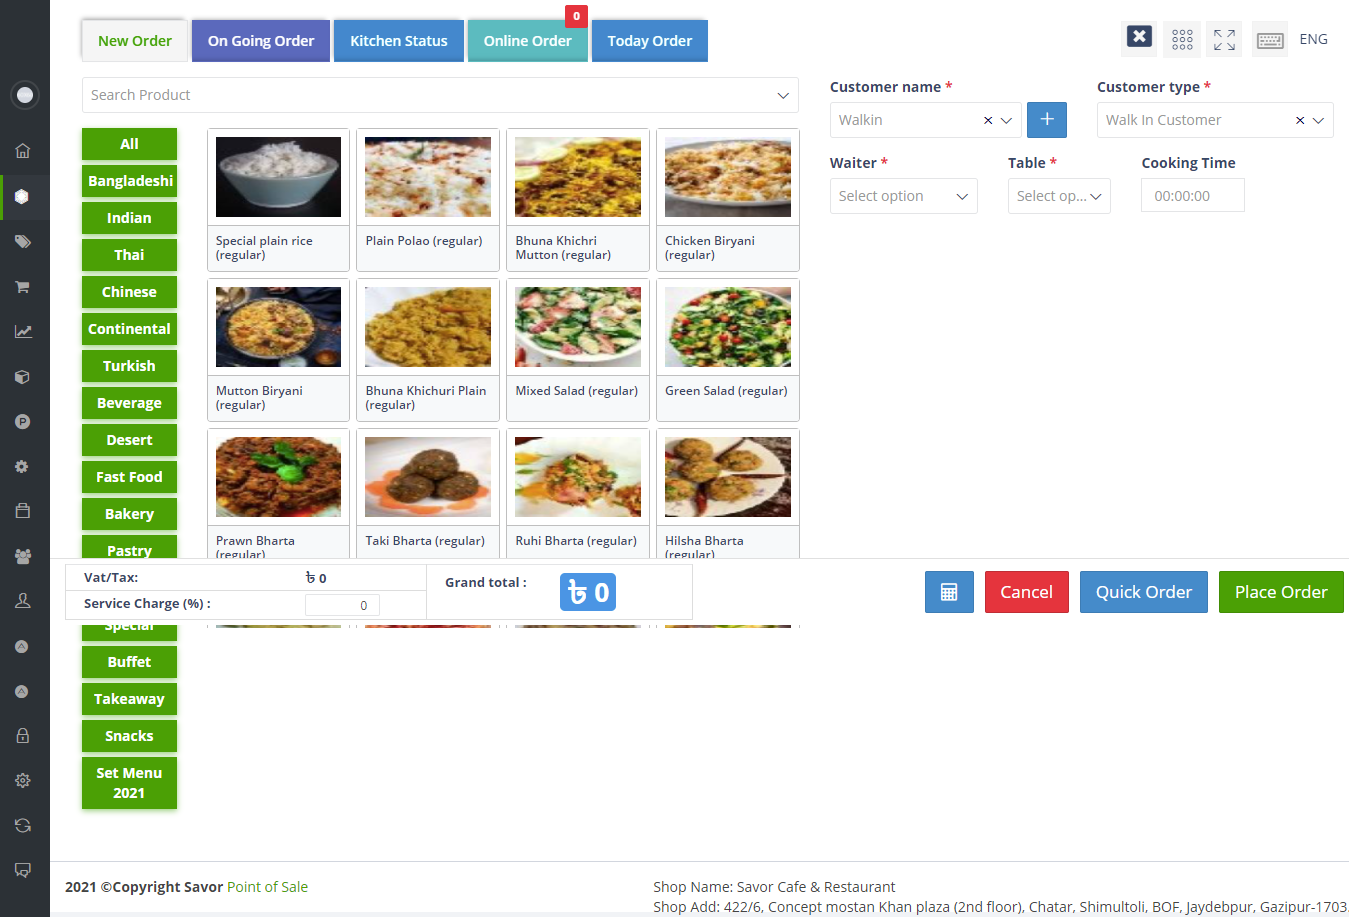 0
New Order
On Going Order
Kitchen Status
Online Order
Today Order
ENG
Search Product
Customer name *
Customer type *
Walkin
×
+
Walk In Customer
×
Waiter *
Table *
Cooking Time
Select option
Select op...
00:00:00
All
Bangladeshi
Indian
Thai
Chinese
Continental
Turkish
Beverage
Desert
Fast Food
Bakery
Pastry
Special
Buffet
Takeaway
Snacks
Set Menu
2021
Special plain rice
(regular)
Plain Polao (regular)
Bhuna Khichri
Mutton (regular)
Chicken Biryani
(regular)
Mutton Biryani
(regular)
Bhuna Khichuri Plain
(regular)
Mixed Salad (regular)
Green Salad (regular)
Prawn Bharta
(regular)
Taki Bharta (regular)
Ruhi Bharta (regular)
Hilsha Bharta
(regular)
Vat/Tax:
৳ 0
Service Charge (%) :
0
Grand total :
৳ 0
Cancel
Quick Order
Place Order
2021 ©Copyright Savor Point of Sale
Shop Name: Savor Cafe & Restaurant
Shop Add: 422/6, Concept mostan Khan plaza (2nd floor), Chatar, Shimultoli, BOF, Jaydebpur, Gazipur-1703